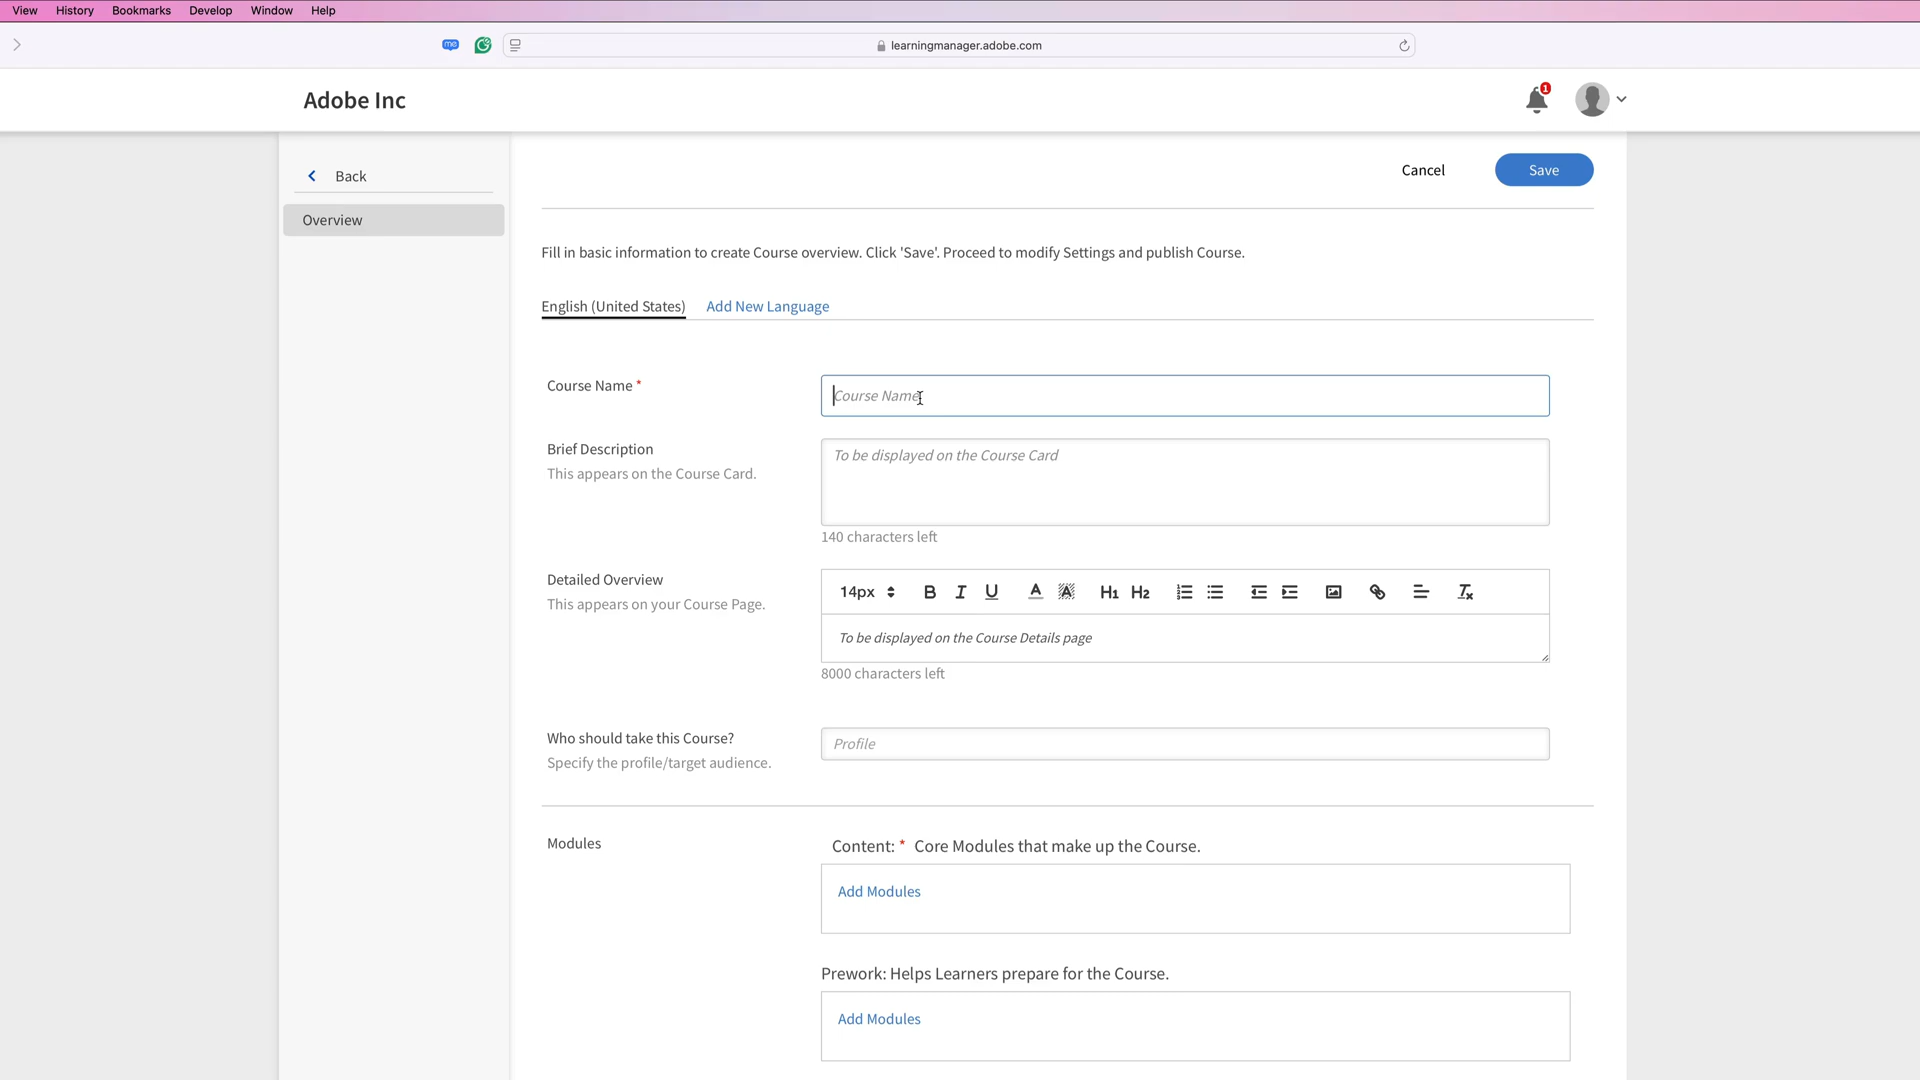 View History Bookmarks Develop Window Help
me learningmanager.adobe.com
Adobe Inc 1
Back
Cancel Save
Overview
Fill in basic information to create Course overview. Click 'Save'. Proceed to modify Settings and publish Course.
English (United States) Add New Language
Course Name * Course Name
Brief Description To be displayed on the Course Card
This appears on the Course Card.
140 characters left
Detailed Overview 14px B I U A A H1 H2 Tx
This appears on your Course Page.
To be displayed on the Course Details page
8000 characters left
Who should take this Course? Profile
Specify the profile/target audience.
Modules Content: * Core Modules that make up the Course.
Add Modules
Prework: Helps Learners prepare for the Course.
Add Modules